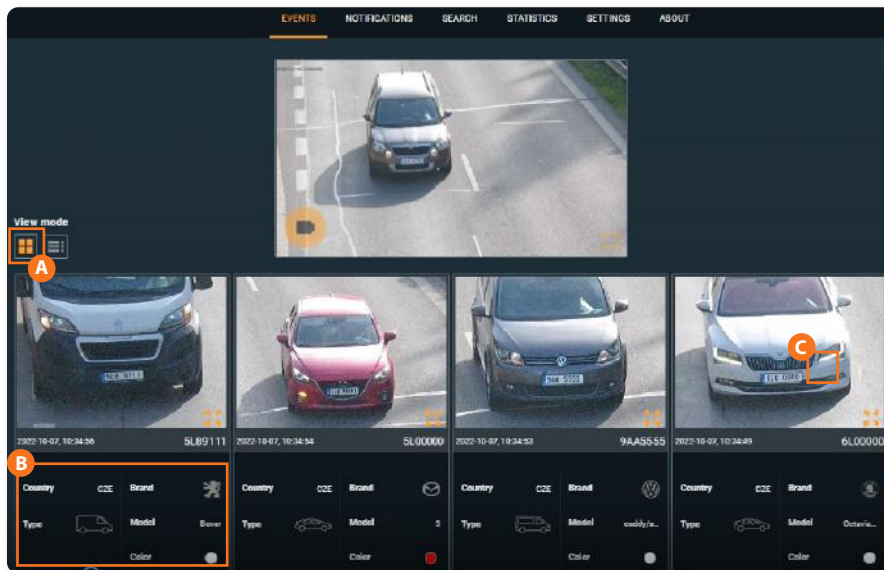 EVENTS NOTIFICATIONS SEARCH STATISTICS SETTINGS ABOUT
View mode
A
C
2022-10-07, 10:34:56 5L89111 2022-10-07, 10:34:54 5L00000 2022-10-07, 10:34:53 9AA5555 2022-10-07, 10:34:49 6L00000
B
Country CZE Brand Country CZE Brand Country CZE Brand Country CZE Brand
Type Model Boxer Type Model 3 Type Model caddy/a... Type Model Octavia...
Color Color Color Color